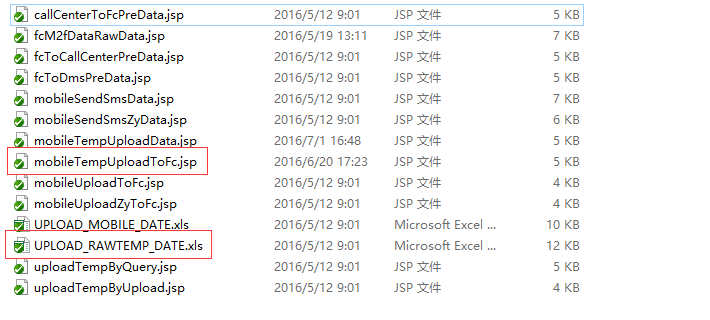 callCenterToFcPreData.jsp 2016/5/12 9:01 JSP 文件 5 KB
fcM2fDataRawData.jsp 2016/5/19 13:11 JSP 文件 7 KB
fcToCallCenterPreData.jsp 2016/5/12 9:01 JSP 文件 5 KB
fcToDmsPreData.jsp 2016/5/12 9:01 JSP 文件 5 KB
mobileSendSmsData.jsp 2016/5/12 9:01 JSP 文件 7 KB
mobileSendSmsZyData.jsp 2016/5/12 9:01 JSP 文件 6 KB
mobileTempUploadData.jsp 2016/7/1 16:48 JSP 文件 5 KB
mobileTempUploadToFc.jsp 2016/6/20 17:23 JSP 文件 5 KB
mobileUploadToFc.jsp 2016/5/12 9:01 JSP 文件 4 KB
mobileUploadZyToFc.jsp 2016/5/12 9:01 JSP 文件 4 KB
UPLOAD_MOBILE_DATE.xls 2016/5/12 9:01 Microsoft Excel ... 10 KB
UPLOAD_RAWTEMP_DATE.xls 2016/5/12 9:01 Microsoft Excel ... 12 KB
uploadTempByQuery.jsp 2016/5/12 9:01 JSP 文件 5 KB
uploadTempByUpload.jsp 2016/5/12 9:01 JSP 文件 4 KB